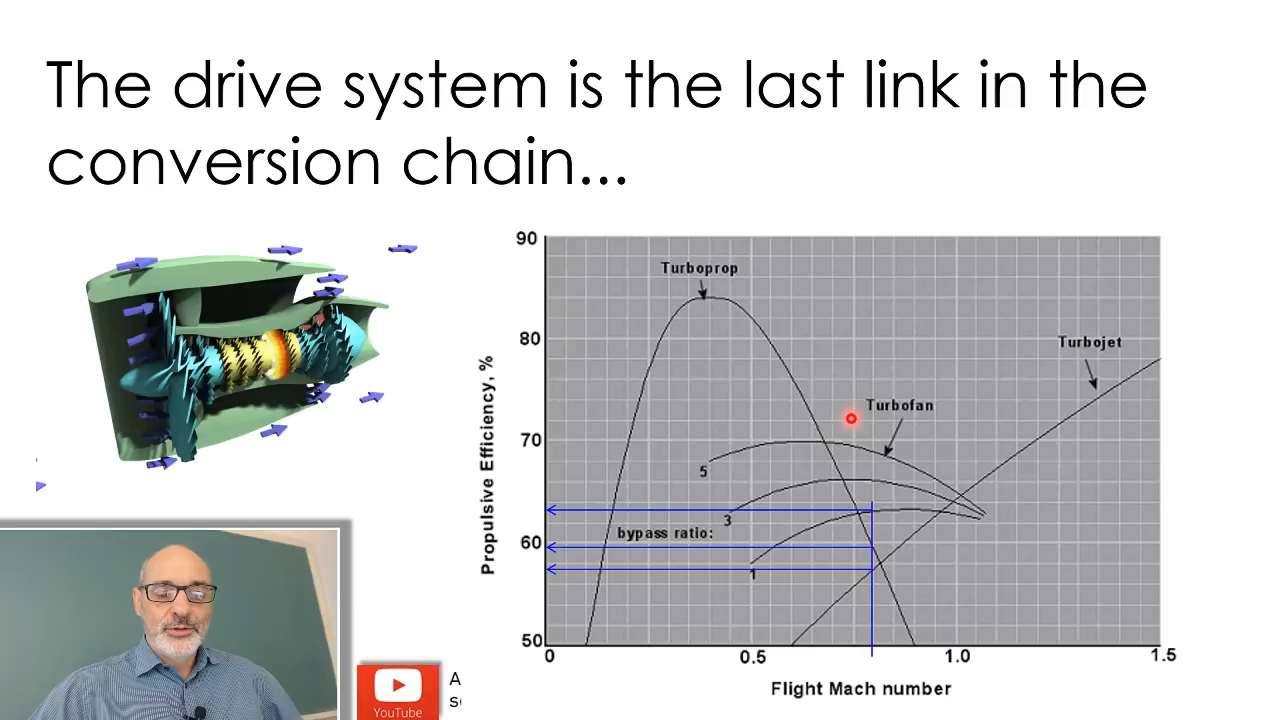 The drive system is the last link in the
conversion chain...
90
Turboprop
80
Turbojet
Turbofan
70
5
3
bypass ratio:
60
1
50
0
0.5
1.0
1.5
Propulsive Efficiency, %
Flight Mach number
YouTube